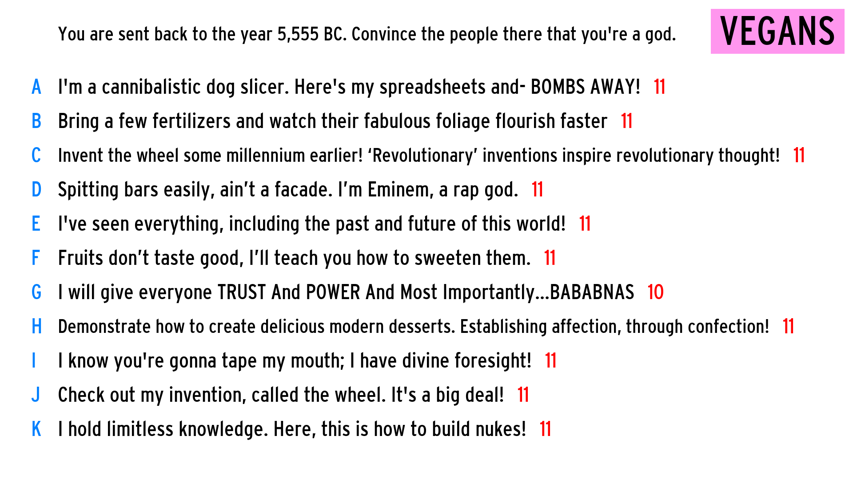 You are sent back to the year 5,555 BC. Convince the people there that you're a god.
VEGANS
A I'm a cannibalistic dog slicer. Here's my spreadsheets and- BOMBS AWAY! 11
B Bring a few fertilizers and watch their fabulous foliage flourish faster 11
C Invent the wheel some millennium earlier! ‘Revolutionary’ inventions inspire revolutionary thought! 11
D Spitting bars easily, ain’t a facade. I’m Eminem, a rap god. 11
E I've seen everything, including the past and future of this world! 11
F Fruits don’t taste good, I’ll teach you how to sweeten them. 11
G I will give everyone TRUST And POWER And Most Importantly...BABABNAS 10
H Demonstrate how to create delicious modern desserts. Establishing affection, through confection! 11
I I know you're gonna tape my mouth; I have divine foresight! 11
J Check out my invention, called the wheel. It's a big deal! 11
K I hold limitless knowledge. Here, this is how to build nukes! 11